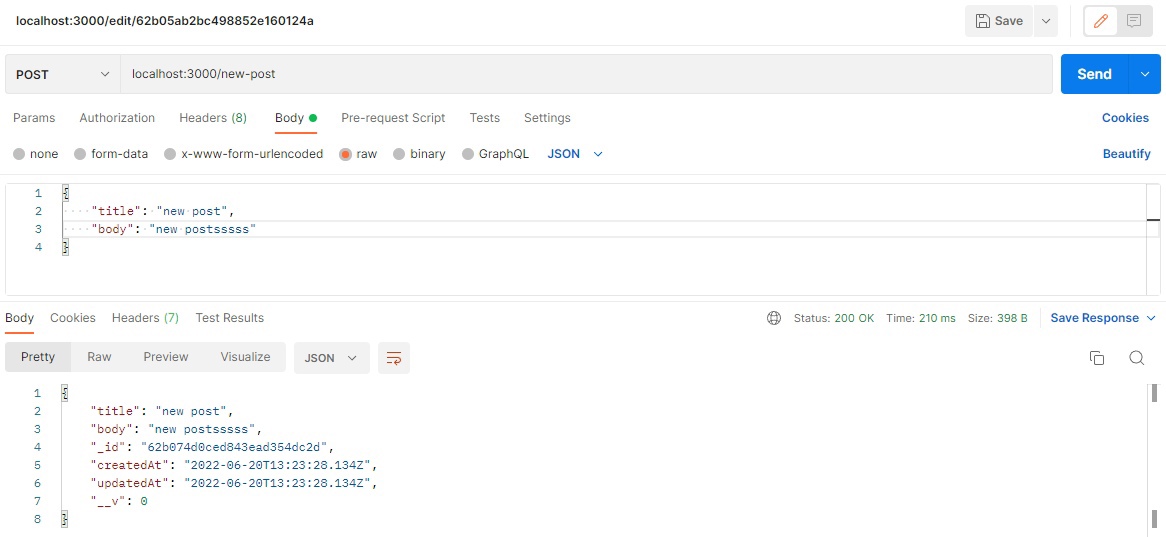 localhost:3000/edit/62b05ab2bc498852e160124a
Save
POST
localhost:3000/new-post
Send
Params Authorization Headers (8) Body Pre-request Script Tests Settings Cookies
none form-data x-www-form-urlencoded raw binary GraphQL JSON Beautify
1 {
2 "title": "new post",
3 "body": "new postsssss"
4 }
Body Cookies Headers (7) Test Results Status: 200 OK Time: 210 ms Size: 398 B Save Response
Pretty Raw Preview Visualize JSON
1 {
2 "title": "new post",
3 "body": "new postsssss",
4 "_id": "62b074d0ced843ead354dc2d",
5 "createdAt": "2022-06-20T13:23:28.134Z",
6 "updatedAt": "2022-06-20T13:23:28.134Z",
7 "__v": 0
8 }